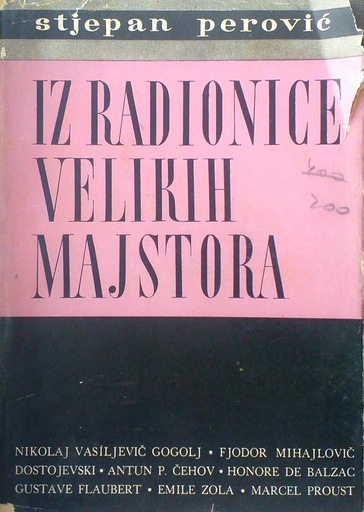 stjepan perović
IZ RADIONICE
VELIKIH
MAJSTORA
200
200
NIKOLAJ VASÍLJEVIČ GOGOLJ • FJODOR MIHAJLOVIČ
DOSTOJEVSKI • ANTUN P. ČEHOV • HONORE DE BALZAC
GUSTAVE FLAUBERT • EMILE ZOLA • MARCEL PROUST